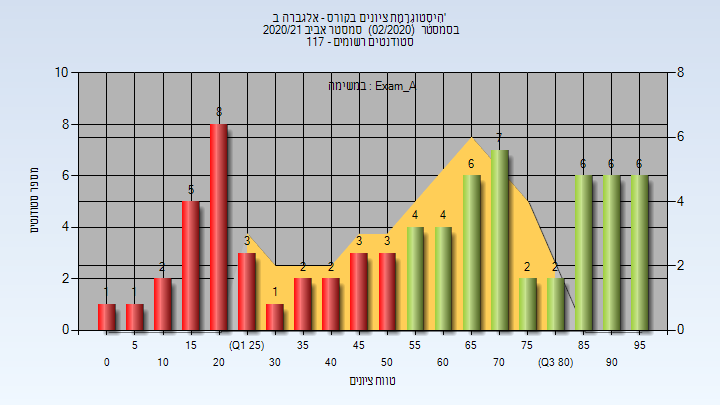 היסטוגרמת ציונים בקורס - אלגברה ב'
בסמסטר (02/2020) סמסטר אביב 2020/21
סטודנטים רשומים - 117
במשימה : Exam_A
מספר סטודנטים
10
8
6
4
2
0
8
6
4
2
0
1 1 2 5 8 3 1 2 2 3 3 4 4 6 7 2 2 6 6 6
5 15 (Q1 25) 35 45 55 65 75 85 95
0 10 20 30 40 50 60 70 (Q3 80) 90
טווח ציונים